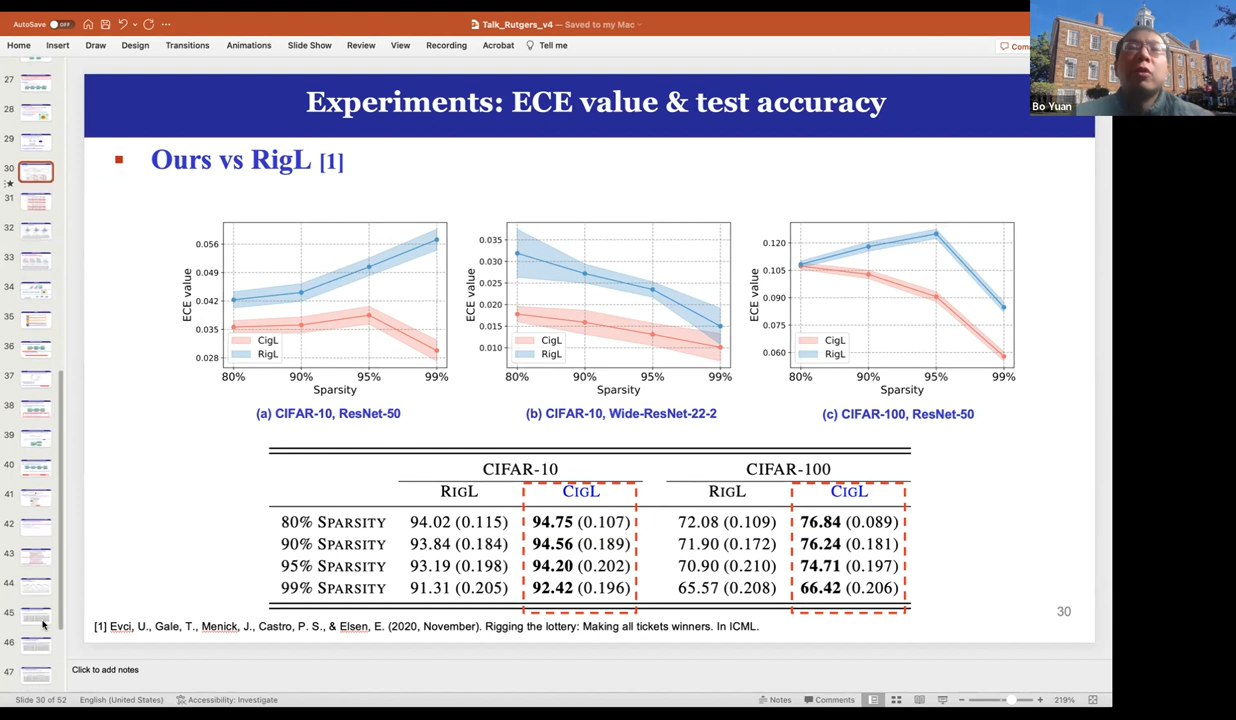 AutoSave OFF
Talk_Rutgers_v4 — Saved to my Mac
Home Insert Draw Design Transitions Animations Slide Show Review View Recording Acrobat Tell me
Bo Yuan
27
28
29
30
31
32
33
34
35
36
37
38
39
40
41
42
43
44
45
46
47
Experiments: ECE value & test accuracy
Ours vs RigL [1]
ECE value
0.056
0.049
0.042
0.035
0.028
CigL
RigL
80% 90% 95% 99%
Sparsity
(a) CIFAR-10, ResNet-50
ECE value
0.035
0.030
0.025
0.020
0.015
0.010
CigL
RigL
80% 90% 95% 99%
Sparsity
(b) CIFAR-10, Wide-ResNet-22-2
ECE value
0.120
0.105
0.090
0.075
0.060
CigL
RigL
80% 90% 95% 99%
Sparsity
(c) CIFAR-100, ResNet-50
CIFAR-10 CIFAR-100
RIGL CIGL RIGL CIGL
80% SPARSITY 94.02 (0.115) 94.75 (0.107) 72.08 (0.109) 76.84 (0.089)
90% SPARSITY 93.84 (0.184) 94.56 (0.189) 71.90 (0.172) 76.24 (0.181)
95% SPARSITY 93.19 (0.198) 94.20 (0.202) 70.90 (0.210) 74.71 (0.197)
99% SPARSITY 91.31 (0.205) 92.42 (0.196) 65.57 (0.208) 66.42 (0.206)
30
[1] Evci, U., Gale, T., Menick, J., Castro, P. S., & Elsen, E. (2020, November). Rigging the lottery: Making all tickets winners. In ICML.
Click to add notes
Slide 30 of 52 English (United States) Accessibility: Investigate Notes Comments 219%